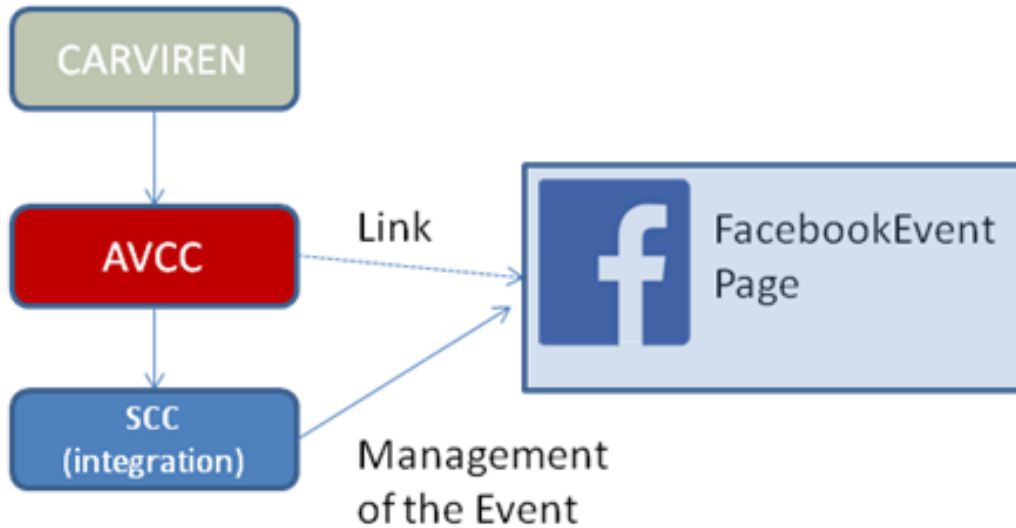 CARVIREN
AVCC
Link
FacebookEvent
Page
SCC
(integration)
Management
of the Event